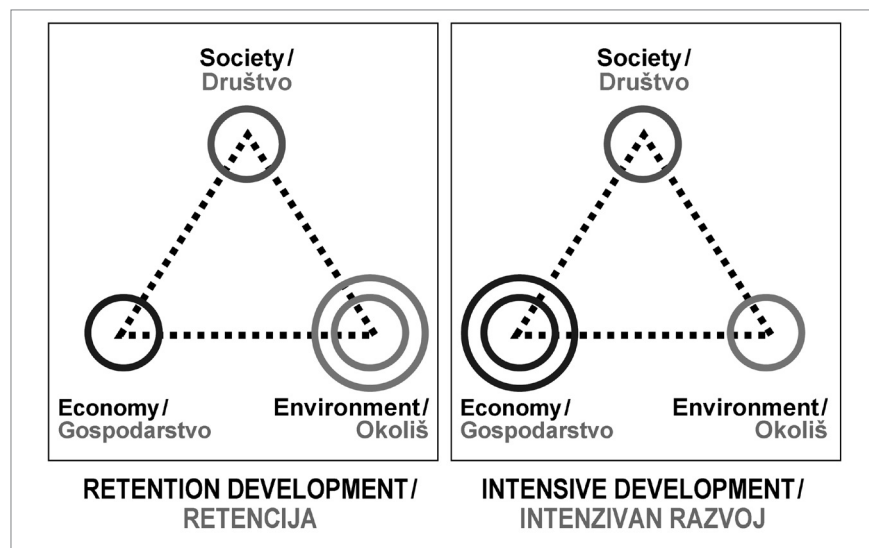 Society/
Društvo
Economy/
Gospodarstvo
Environment/
Okoliš
RETENTION DEVELOPMENT/
RETENCIJA
Society/
Društvo
Economy/
Gospodarstvo
Environment/
Okoliš
INTENSIVE DEVELOPMENT/
INTENZIVAN RAZVOJ